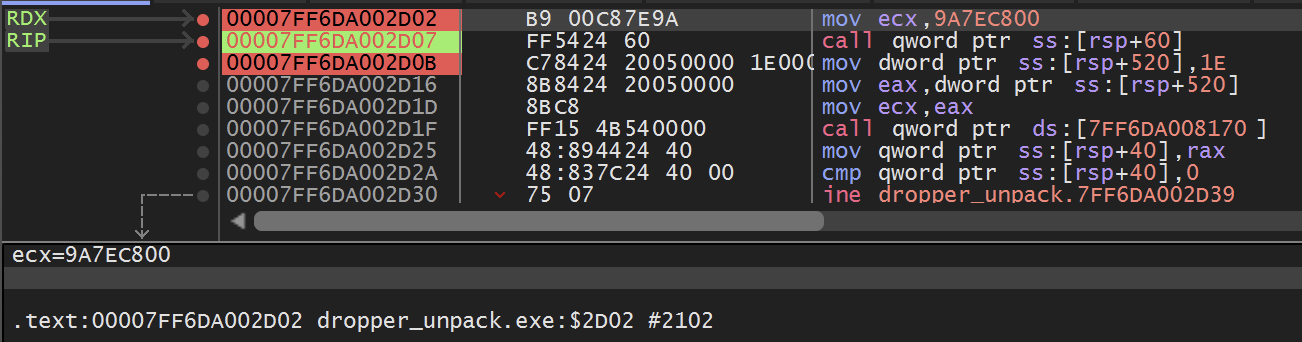 RDX 00007FF6DA002D02 B9 00C87E9A mov ecx,9A7EC800
RIP 00007FF6DA002D07 FF5424 60 call qword ptr ss:[rsp+60]
00007FF6DA002D0B C78424 20050000 1E000 mov dword ptr ss:[rsp+520],1E
00007FF6DA002D16 8B8424 20050000 mov eax,dword ptr ss:[rsp+520]
00007FF6DA002D1D 8BC8 mov ecx,eax
00007FF6DA002D1F FF15 4B540000 call qword ptr ds:[7FF6DA008170]
00007FF6DA002D25 48:894424 40 mov qword ptr ss:[rsp+40],rax
00007FF6DA002D2A 48:837C24 40 00 cmp qword ptr ss:[rsp+40],0
00007FF6DA002D30 75 07 jne dropper_unpack.7FF6DA002D39
ecx=9A7EC800
.text:00007FF6DA002D02 dropper_unpack.exe:$2D02 #2102